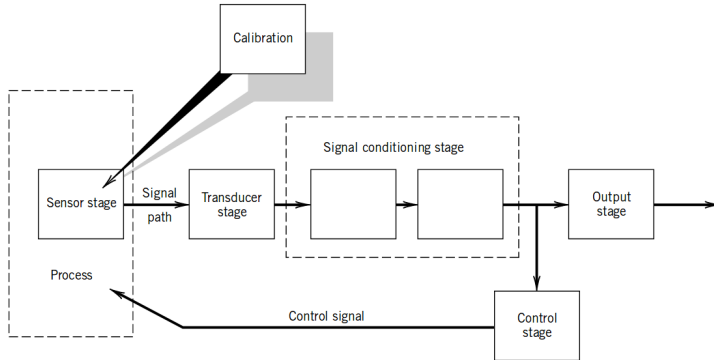 Calibration
Signal conditioning stage
Sensor stage
Signal
path
Transducer
stage
Output
stage
Process
Control signal
Control
stage